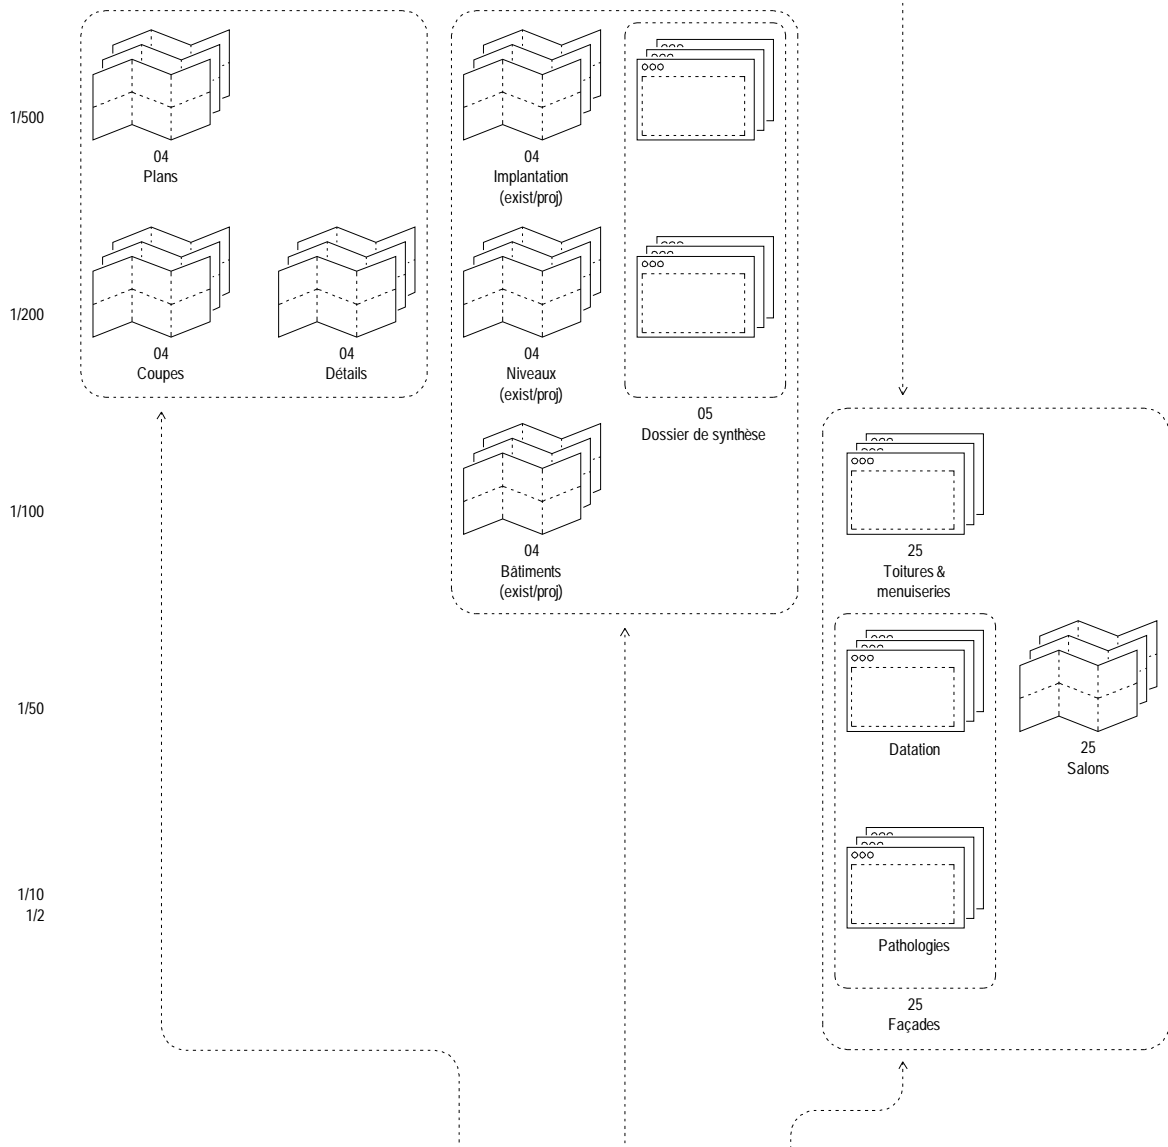 1/500
04
Plans
04
Implantation
(exist/proj)
1/200
04
Coupes
04
Détails
04
Niveaux
(exist/proj)
05
Dossier de synthèse
1/100
04
Bâtiments
(exist/proj)
25
Toitures &
menuiseries
1/50
Datation
25
Salons
1/10
1/2
Pathologies
25
Façades